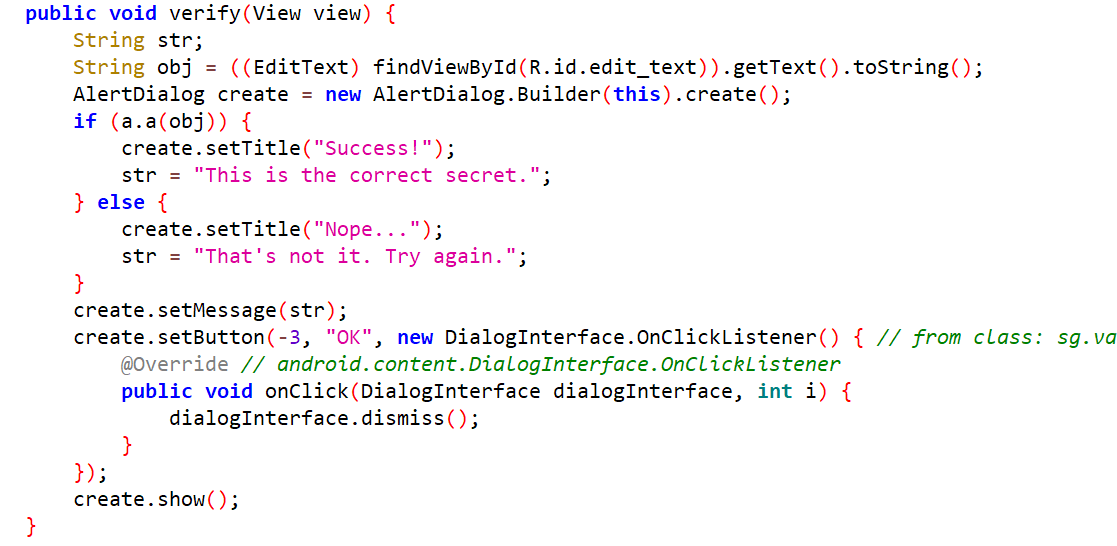 public void verify(View view) {
    String str;
    String obj = ((EditText) findViewById(R.id.edit_text)).getText().toString();
    AlertDialog create = new AlertDialog.Builder(this).create();
    if (a.a(obj)) {
        create.setTitle("Success!");
        str = "This is the correct secret.";
    } else {
        create.setTitle("Nope...");
        str = "That's not it. Try again.";
    }
    create.setMessage(str);
    create.setButton(-3, "OK", new DialogInterface.OnClickListener() { // from class: sg.va
        @Override // android.content.DialogInterface.OnClickListener
        public void onClick(DialogInterface dialogInterface, int i) {
            dialogInterface.dismiss();
        }
    });
    create.show();
}